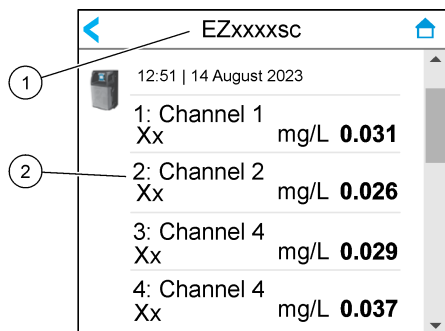 EZxxxxsc
1
12:51 | 14 August 2023
1: Channel 1
Xx mg/L 0.031
2
2: Channel 2
Xx mg/L 0.026
3: Channel 4
Xx mg/L 0.029
4: Channel 4
Xx mg/L 0.037